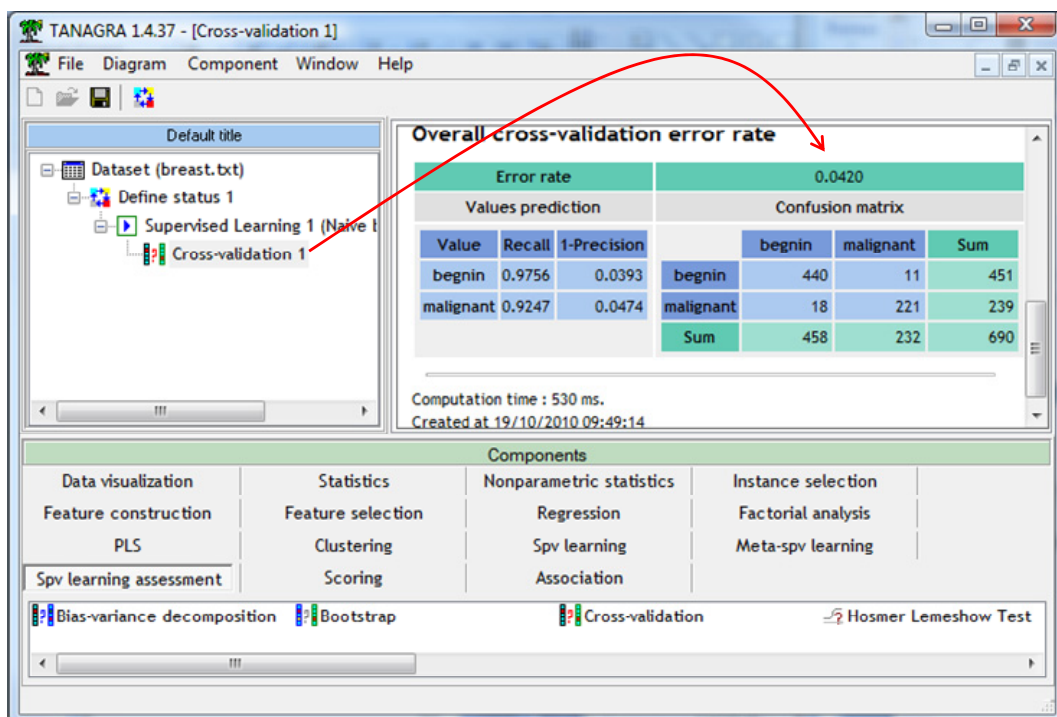 TANAGRA 1.4.37 - [Cross-validation 1]
File Diagram Component Window Help
Default title
Dataset (breast.txt)
Define status 1
Supervised Learning 1 (Naive b
Cross-validation 1
Overall cross-validation error rate
Error rate 0.0420
Values prediction Confusion matrix
Value Recall 1-Precision
begnin 0.9756 0.0393
malignant 0.9247 0.0474
begnin malignant Sum
begnin 440 11 451
malignant 18 221 239
Sum 458 232 690
Computation time : 530 ms.
Created at 19/10/2010 09:49:14
Components
Data visualization Statistics Nonparametric statistics Instance selection
Feature construction Feature selection Regression Factorial analysis
PLS Clustering Spv learning Meta-spv learning
Spv learning assessment Scoring Association
Bias-variance decomposition Bootstrap Cross-validation Hosmer Lemeshow Test